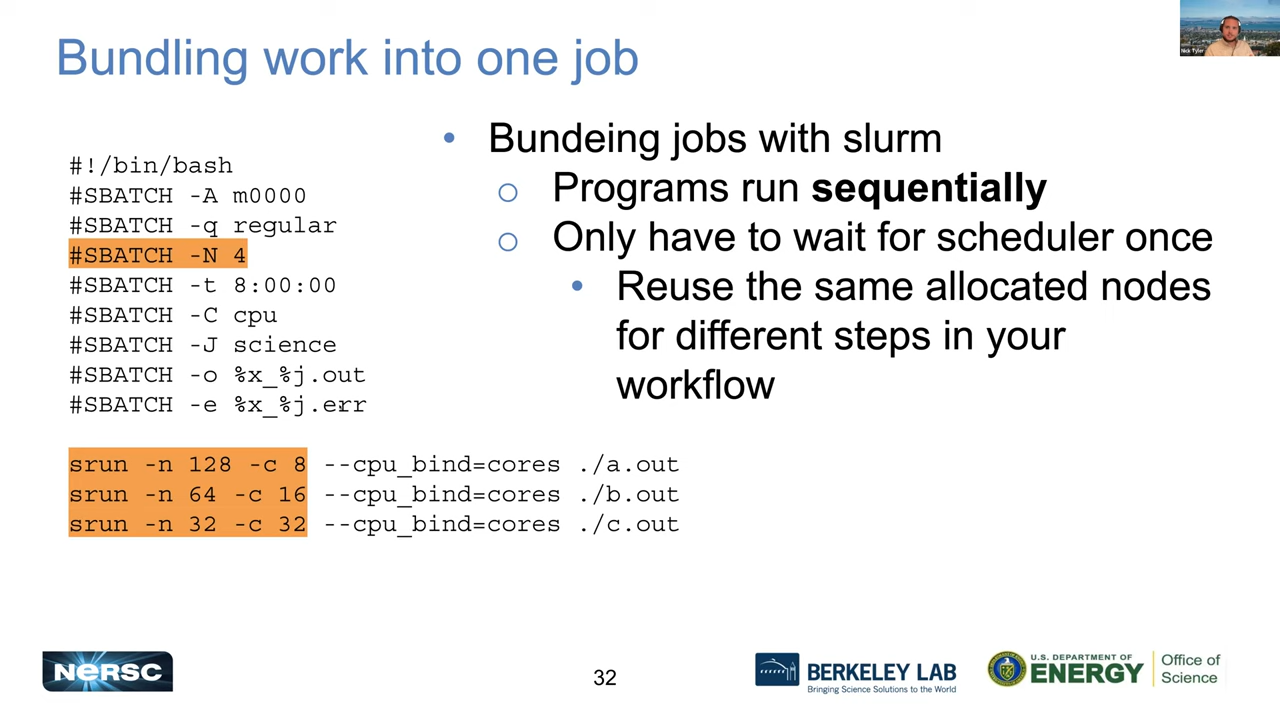 Bundling work into one job
Nick Tyler
#!/bin/bash
#SBATCH -A m0000
#SBATCH -q regular
#SBATCH -N 4
#SBATCH -t 8:00:00
#SBATCH -C cpu
#SBATCH -J science
#SBATCH -o %x_%j.out
#SBATCH -e %x_%j.err
srun -n 128 -c 8 --cpu_bind=cores ./a.out
srun -n 64 -c 16 --cpu_bind=cores ./b.out
srun -n 32 -c 32 --cpu_bind=cores ./c.out
• Bundeing jobs with slurm
o Programs run sequentially
o Only have to wait for scheduler once
• Reuse the same allocated nodes
for different steps in your
workflow
NERSC
32
BERKELEY LAB
Bringing Science Solutions to the World
U.S. DEPARTMENT OF
ENERGY
Office of
Science